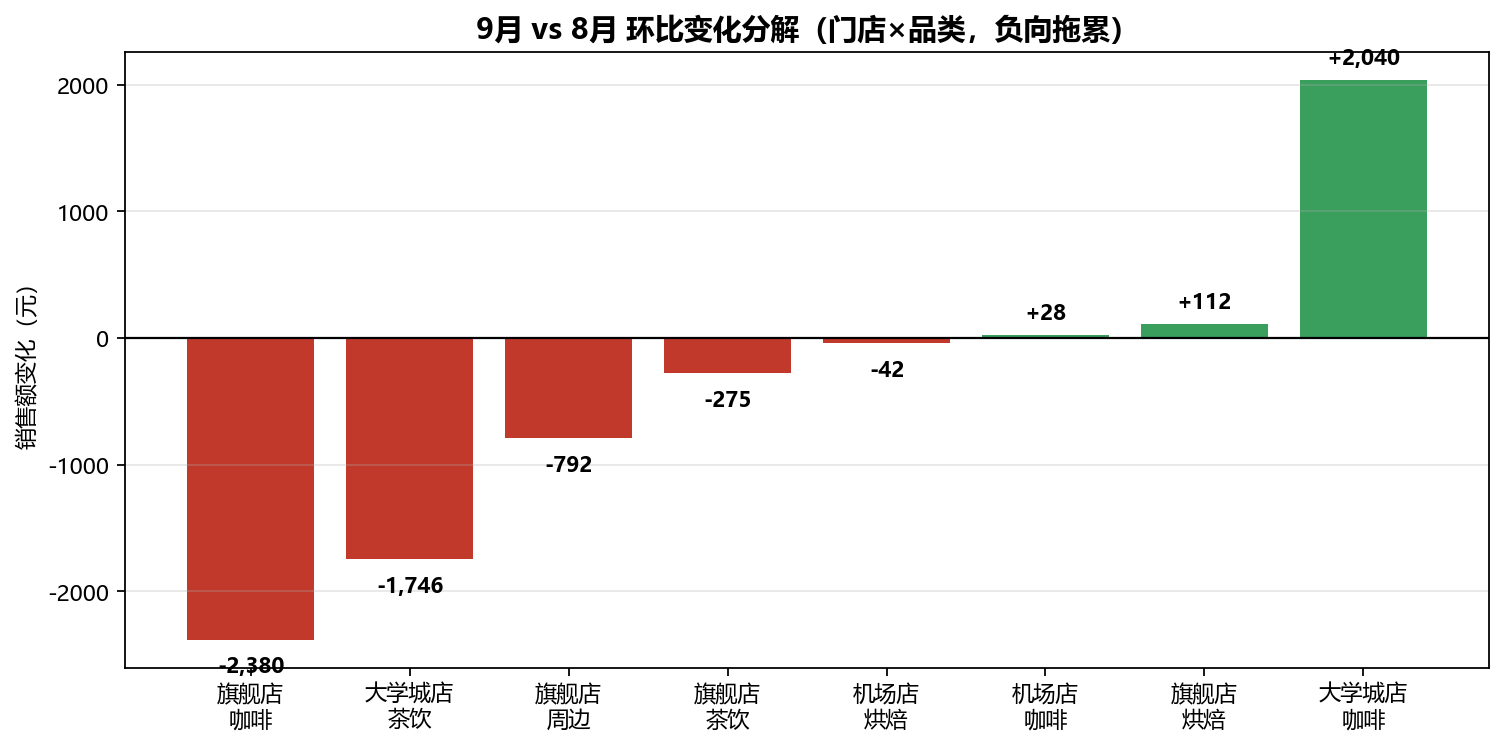 9月 vs 8月 环比变化分解（门店×品类，负向拖累）
销售额变化（元）
2000
1000
0
-1000
-2000
-2,380
-1,746
-792
-275
-42
+28
+112
+2,040
旗舰店
咖啡
大学城店
茶饮
旗舰店
周边
旗舰店
茶饮
机场店
烘焙
机场店
咖啡
旗舰店
烘焙
大学城店
咖啡